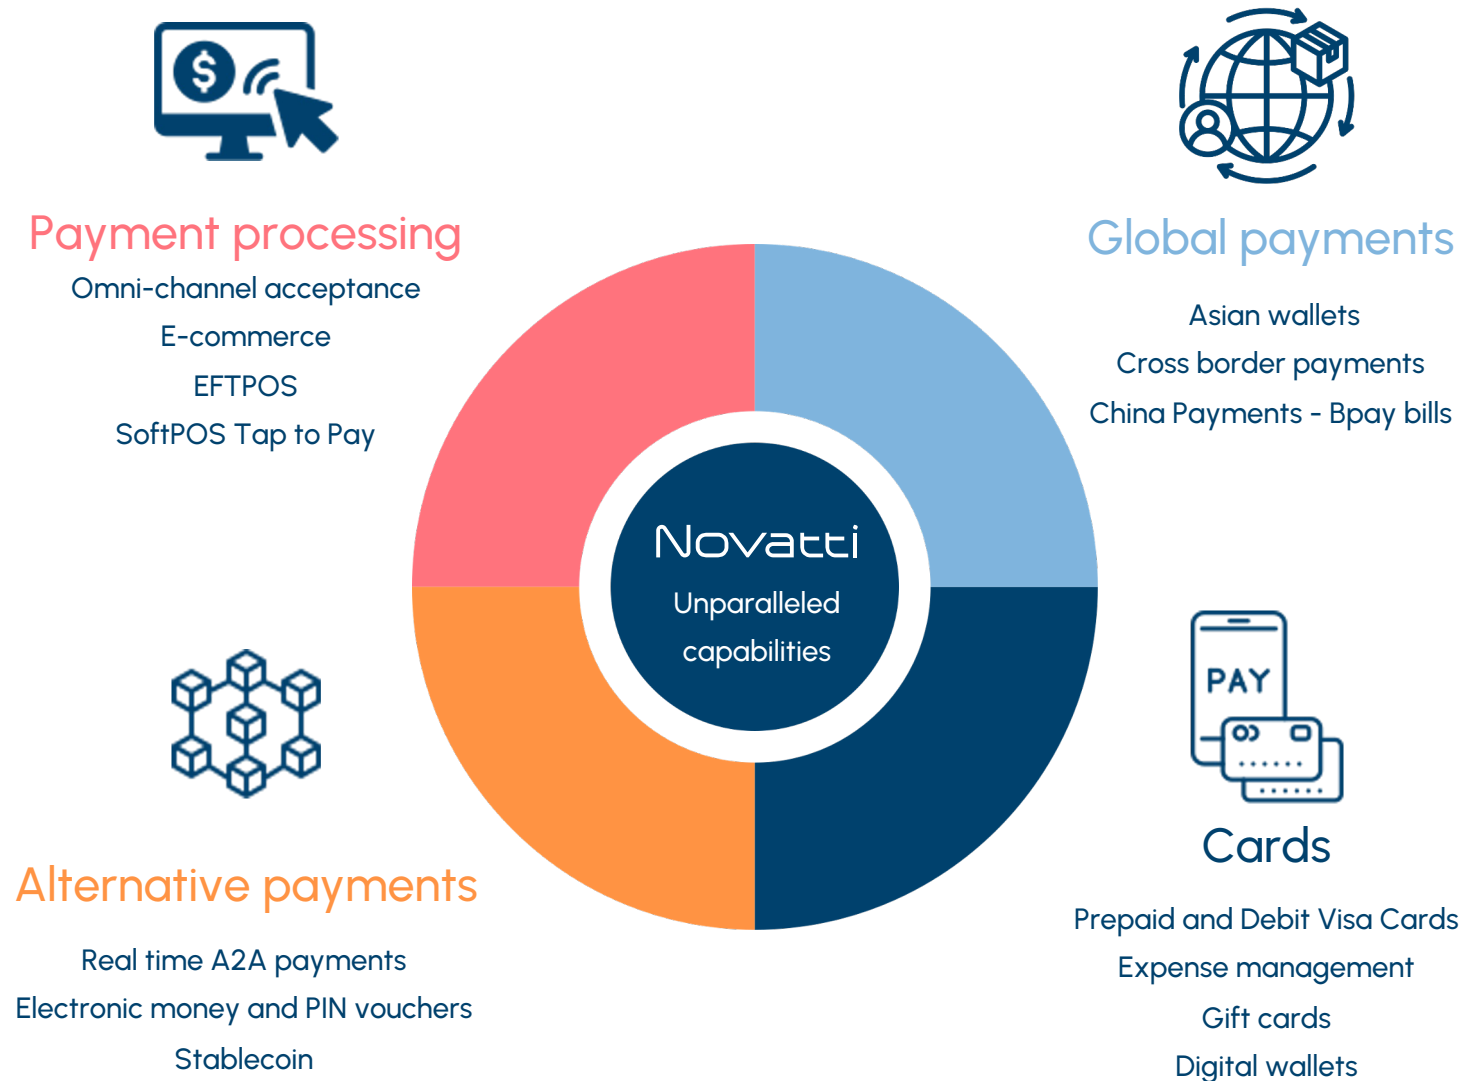 Payment processing
Omni-channel acceptance
E-commerce
EFTPOS
SoftPOS Tap to Pay
Global payments
Asian wallets
Cross border payments
China Payments - Bpay bills
Novatti
Unparalleled
capabilities
Alternative payments
Real time A2A payments
Electronic money and PIN vouchers
Stablecoin
PAY
Cards
Prepaid and Debit Visa Cards
Expense management
Gift cards
Digital wallets